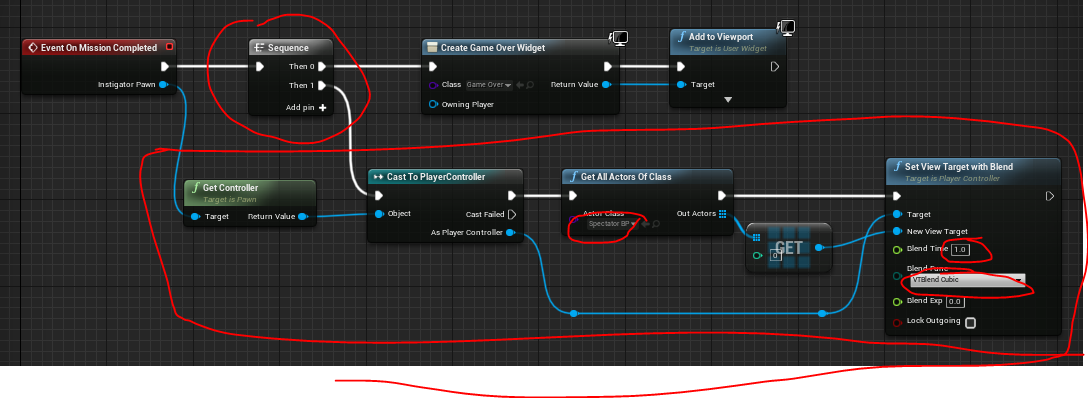 Event On Mission Completed
Instigator Pawn
Sequence
Then 0
Then 1
Add pin
Create Game Over Widget
Class Game Over
Return Value
Owning Player
Add to Viewport
Target is User Widget
Target
Get Controller
Target is Pawn
Target
Return Value
Cast To PlayerController
Object
Cast Failed
As Player Controller
Get All Actors Of Class
Actor Class
Spectator BP
Out Actors
GET
0
Set View Target with Blend
Target is Player Controller
Target
New View Target
Blend Time 1.0
Blend Func
VTBlend Cubic
Blend Exp 0.0
Lock Outgoing